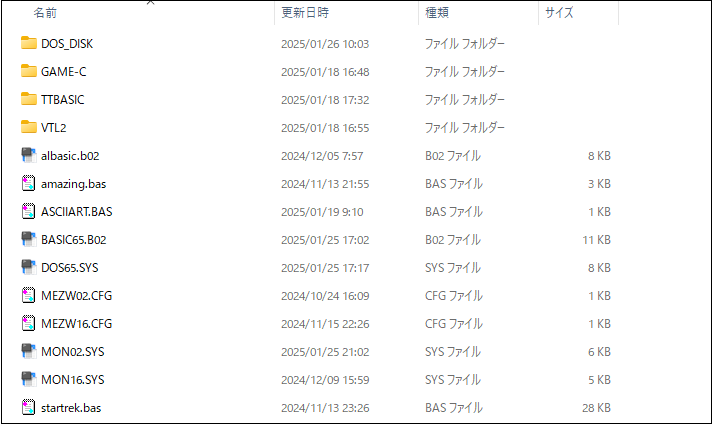 名前 更新日時 種類 サイズ
DOS_DISK 2025/01/26 10:03 ファイル フォルダー
GAME-C 2025/01/18 16:48 ファイル フォルダー
TTBASIC 2025/01/18 17:32 ファイル フォルダー
VTL2 2025/01/18 16:55 ファイル フォルダー
albasic.b02 2024/12/05 7:57 B02 ファイル 8 KB
amazing.bas 2024/11/13 21:55 BAS ファイル 3 KB
ASCIIART.BAS 2025/01/19 9:10 BAS ファイル 1 KB
BASIC65.B02 2025/01/25 17:02 B02 ファイル 11 KB
DOS65.SYS 2025/01/25 17:17 SYS ファイル 8 KB
MEZW02.CFG 2024/10/24 16:09 CFG ファイル 1 KB
MEZW16.CFG 2024/11/15 22:26 CFG ファイル 1 KB
MON02.SYS 2025/01/25 21:02 SYS ファイル 6 KB
MON16.SYS 2024/12/09 15:59 SYS ファイル 5 KB
startrek.bas 2024/11/13 23:26 BAS ファイル 28 KB